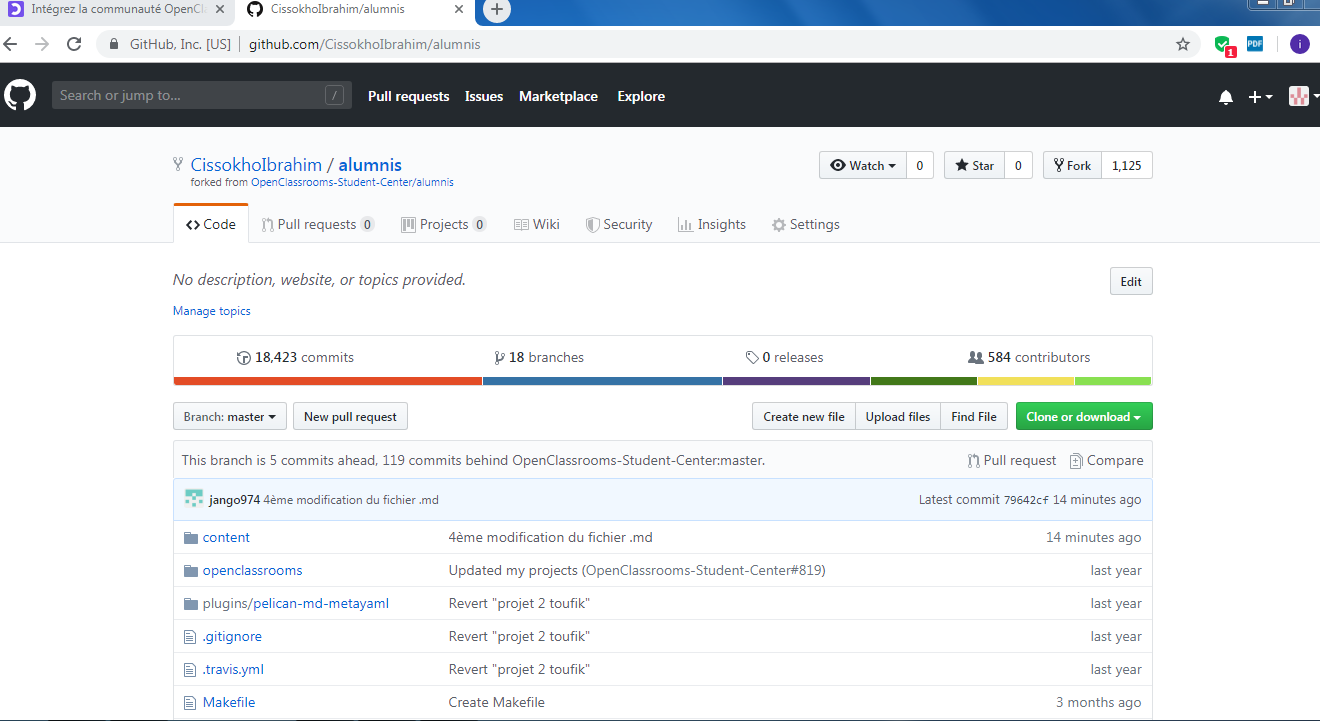 Intégrez la communauté OpenCla
CissokhoIbrahim/alumnis
GitHub, Inc. [US] | github.com/CissokhoIbrahim/alumnis
1
PDF
i
Search or jump to...
/
Pull requests Issues Marketplace Explore
CissokhoIbrahim / alumnis
Watch 0 Star 0 Fork 1,125
forked from OpenClassrooms-Student-Center/alumnis
Code Pull requests 0 Projects 0 Wiki Security Insights Settings
No description, website, or topics provided.
Edit
Manage topics
18,423 commits 18 branches 0 releases 584 contributors
Branch: master New pull request Create new file Upload files Find File Clone or download
This branch is 5 commits ahead, 119 commits behind OpenClassrooms-Student-Center:master. Pull request Compare
jango974 4ème modification du fichier .md Latest commit 79642cf 14 minutes ago
content 4ème modification du fichier .md 14 minutes ago
openclassrooms Updated my projects (OpenClassrooms-Student-Center#819) last year
plugins/pelican-md-metayaml Revert "projet 2 toufik" last year
.gitignore Revert "projet 2 toufik" last year
.travis.yml Revert "projet 2 toufik" last year
Makefile Create Makefile 3 months ago